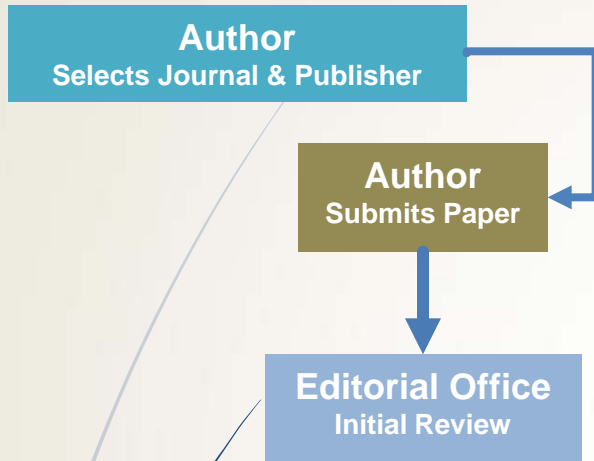 Author
Selects Journal & Publisher
Author
Submits Paper
Editorial Office
Initial Review